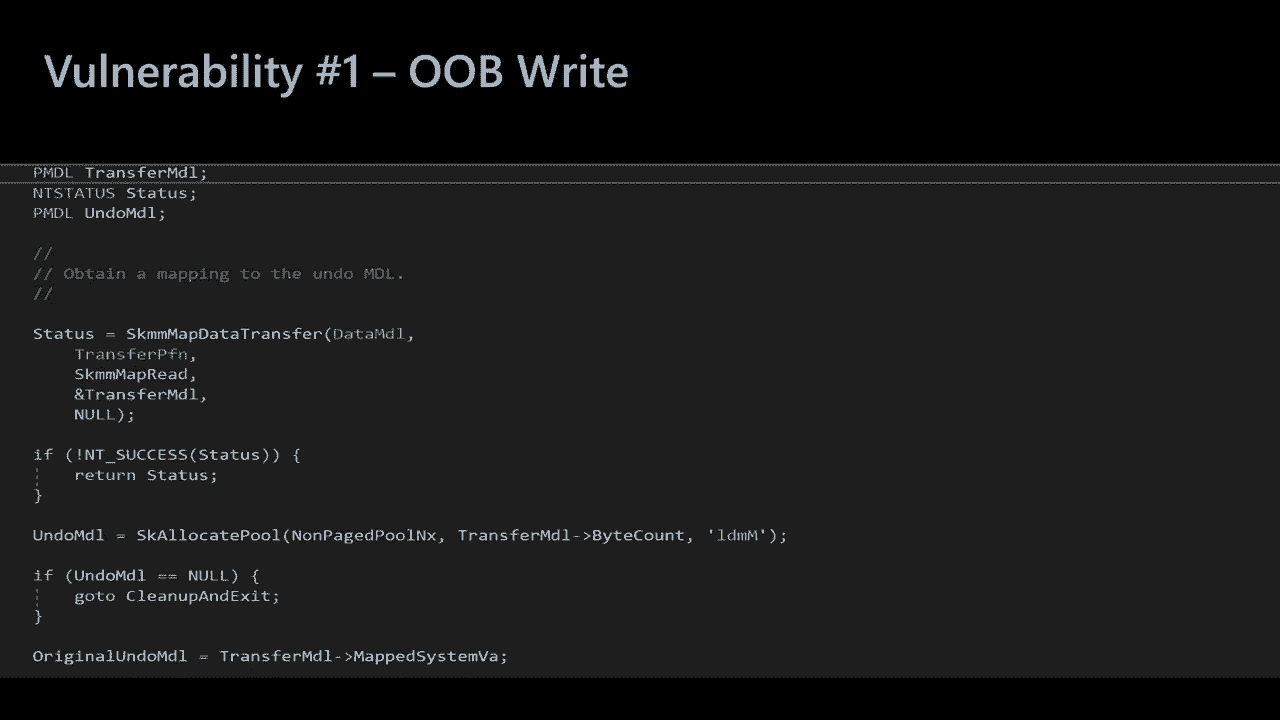 Vulnerability #1 – OOB Write
PMDL TransferMdl;
NTSTATUS Status;
PMDL UndoMdl;
//
// Obtain a mapping to the undo MDL.
//
Status = SkmmMapDataTransfer(DataMdl,
    TransferPfn,
    SkmmMapRead,
    &TransferMdl,
    NULL);
if (!NT_SUCCESS(Status)) {
    return Status;
}
UndoMdl = SkAllocatePool(NonPagedPoolNx, TransferMdl->ByteCount, 'ldmM');
if (UndoMdl == NULL) {
    goto CleanupAndExit;
}
OriginalUndoMdl = TransferMdl->MappedSystemVa;